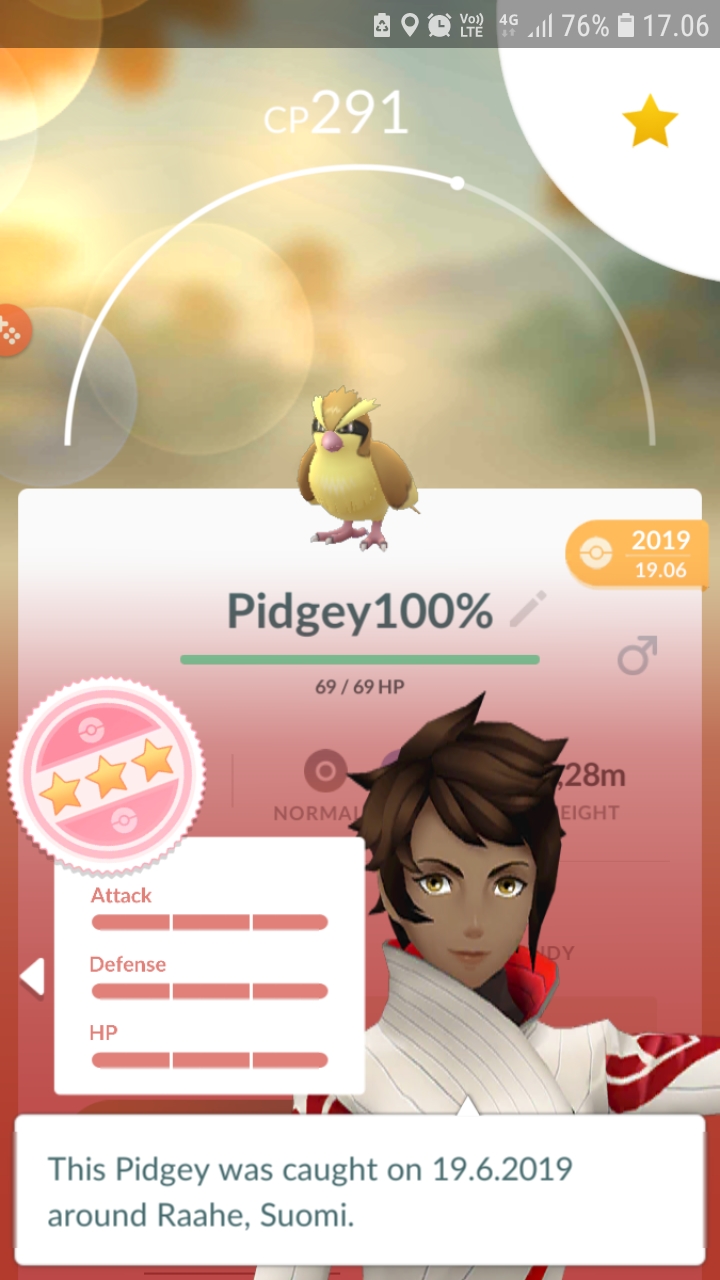 Vo)) LTE 4G 76% 17.06
CP291
2019
19.06
Pidgey100%
69 / 69 HP
,28m
NORMAL
EIGHT
Attack
Defense
HP
NDY
This Pidgey was caught on 19.6.2019
around Raahe, Suomi.